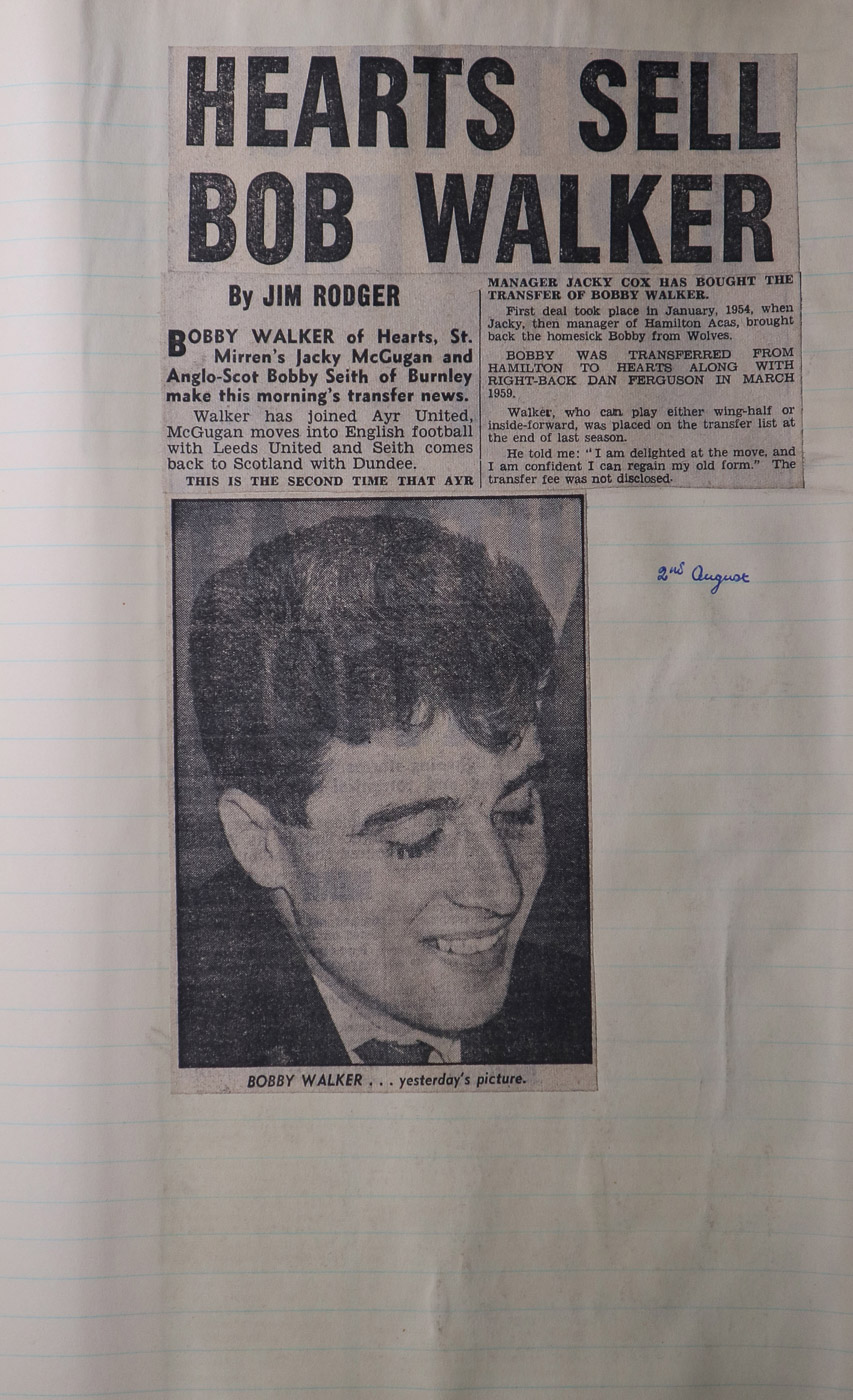 HEARTS SELL
BOB WALKER
By JIM RODGER
BOBBY WALKER of Hearts, St.
Mirren's Jacky McGugan and
Anglo-Scot Bobby Seith of Burnley
make this morning's transfer news.
Walker has joined Ayr United,
McGugan moves into English football
with Leeds United and Seith comes
back to Scotland with Dundee.
THIS IS THE SECOND TIME THAT AYR
MANAGER JACKY COX HAS BOUGHT THE
TRANSFER OF BOBBY WALKER.
First deal took place in January, 1954, when
Jacky, then manager of Hamilton Acas, brought
back the homesick Bobby from Wolves.
BOBBY WAS TRANSFERRED FROM
HAMILTON TO HEARTS ALONG WITH
RIGHT-BACK DAN FERGUSON IN MARCH
1959.
Walker, who can play either wing-half or
inside-forward, was placed on the transfer list at
the end of last season.
He told me: "I am delighted at the move, and
I am confident I can regain my old form." The
transfer fee was not disclosed.
2nd August
BOBBY WALKER . . . yesterday's picture.